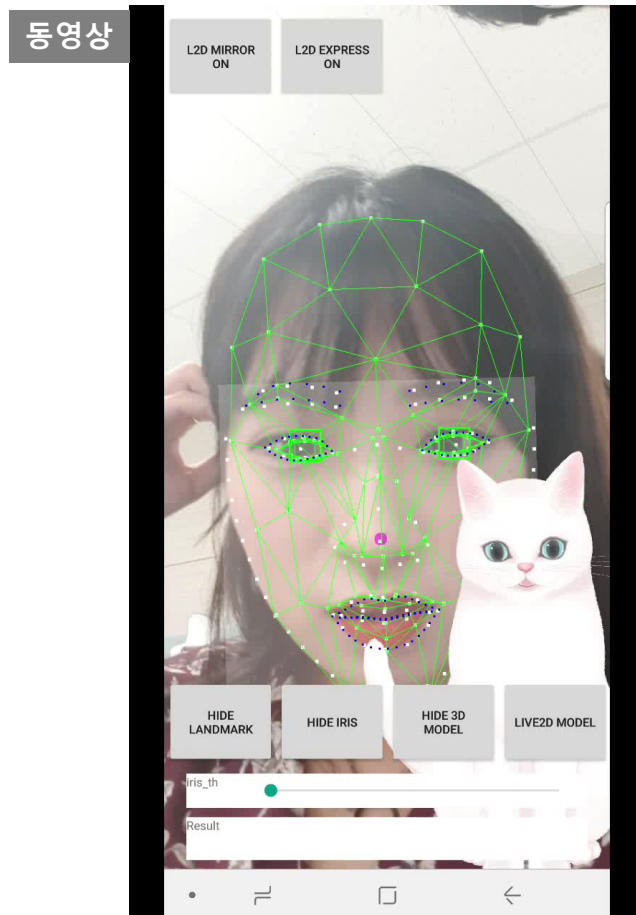 동영상
L2D MIRROR
ON
L2D EXPRESS
ON
HIDE
LANDMARK
HIDE IRIS
HIDE 3D
MODEL
LIVE2D MODEL
iris_th
Result